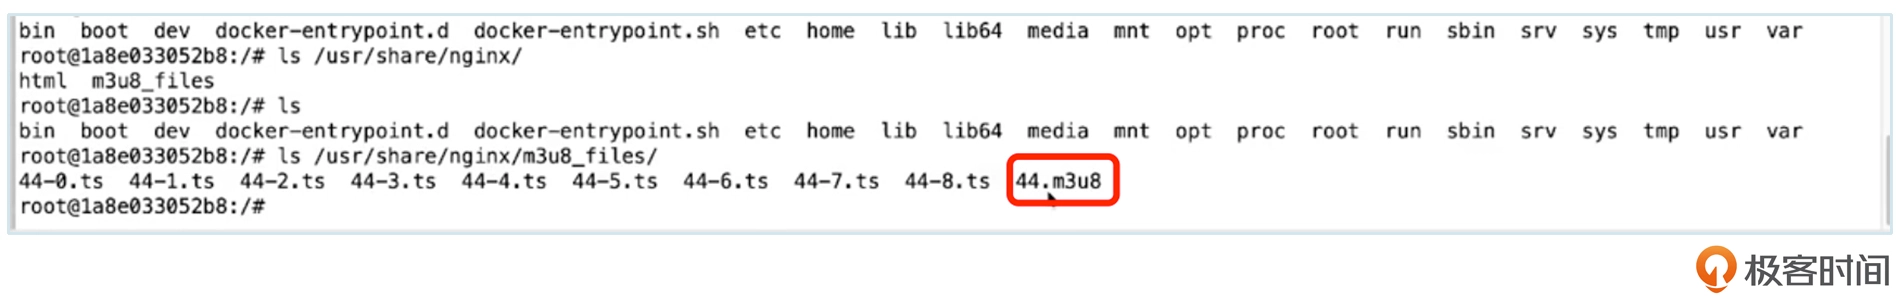 bin boot dev docker-entrypoint.d docker-entrypoint.sh etc home lib lib64 media mnt opt proc root run sbin srv sys tmp usr var
root@1a8e033052b8:/# ls /usr/share/nginx/
html m3u8_files
root@1a8e033052b8:/# ls
bin boot dev docker-entrypoint.d docker-entrypoint.sh etc home lib lib64 media mnt opt proc root run sbin srv sys tmp usr var
root@1a8e033052b8:/# ls /usr/share/nginx/m3u8_files/
44-0.ts 44-1.ts 44-2.ts 44-3.ts 44-4.ts 44-5.ts 44-6.ts 44-7.ts 44-8.ts 44.m3u8
root@1a8e033052b8:/#
极客时间